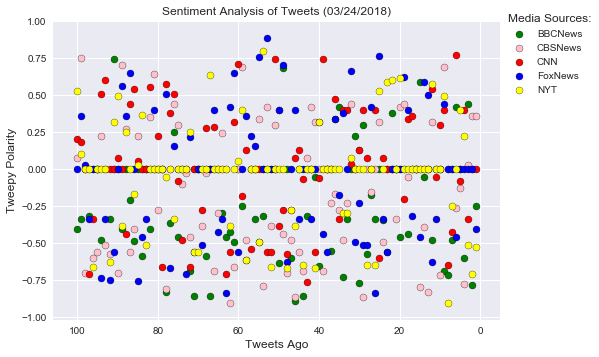 Sentiment Analysis of Tweets (03/24/2018)
Media Sources:
BBCNews
CBSNews
CNN
FoxNews
NYT
Tweepy Polarity
1.00
0.75
0.50
0.25
0.00
−0.25
−0.50
−0.75
−1.00
100
80
60
40
20
0
Tweets Ago